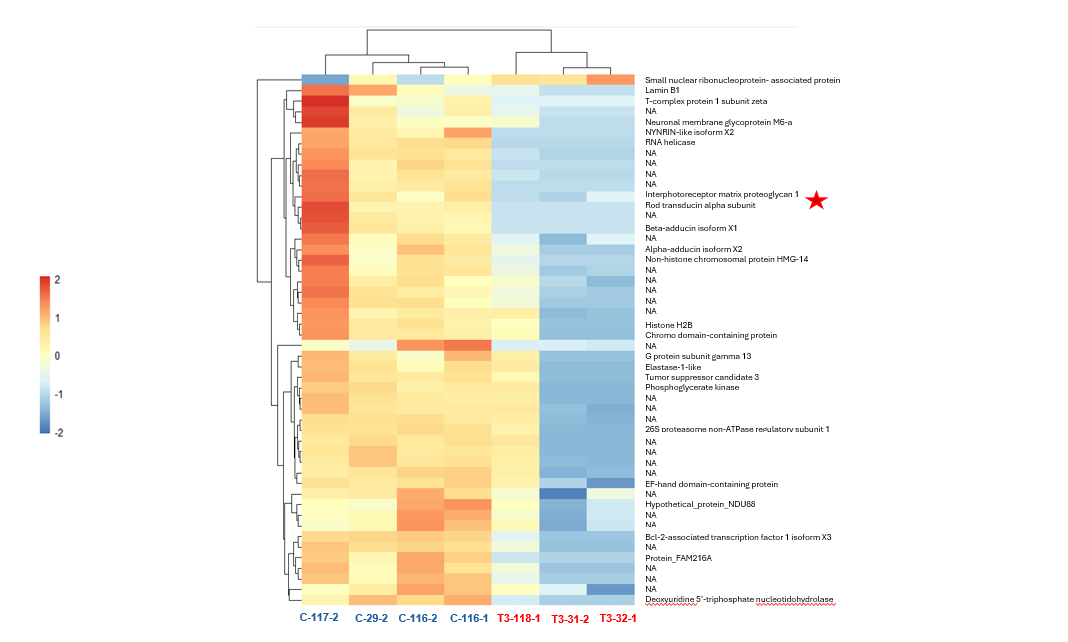 Small nuclear ribonucleoprotein- associated protein
Lamin B1
T-complex protein 1 subunit zeta
NA
Neuronal membrane glycoprotein M6-a
NYNRIN-like isoform X2
RNA helicase
NA
NA
NA
NA
Interphotoreceptor matrix proteoglycan 1
Rod transducin alpha subunit
NA
Beta-adducin isoform X1
NA
Alpha-adducin isoform X2
Non-histone chromosomal protein HMG-14
NA
NA
NA
NA
NA
Histone H2B
Chromo domain-containing protein
NA
G protein subunit gamma 13
Elastase-1-like
Tumor suppressor candidate 3
Phosphoglycerate kinase
NA
NA
NA
26S proteasome non-ATPase regulatory subunit 1
NA
NA
NA
NA
EF-hand domain-containing protein
NA
Hypothetical_protein_NDU88
NA
NA
Bcl-2-associated transcription factor 1 isoform X3
NA
Protein_FAM216A
NA
NA
NA
Deoxyuridine 5'-triphosphate nucleotidohydrolase
2
1
0
-1
-2
C-117-2 C-29-2 C-116-2 C-116-1 T3-118-1 T3-31-2 T3-32-1